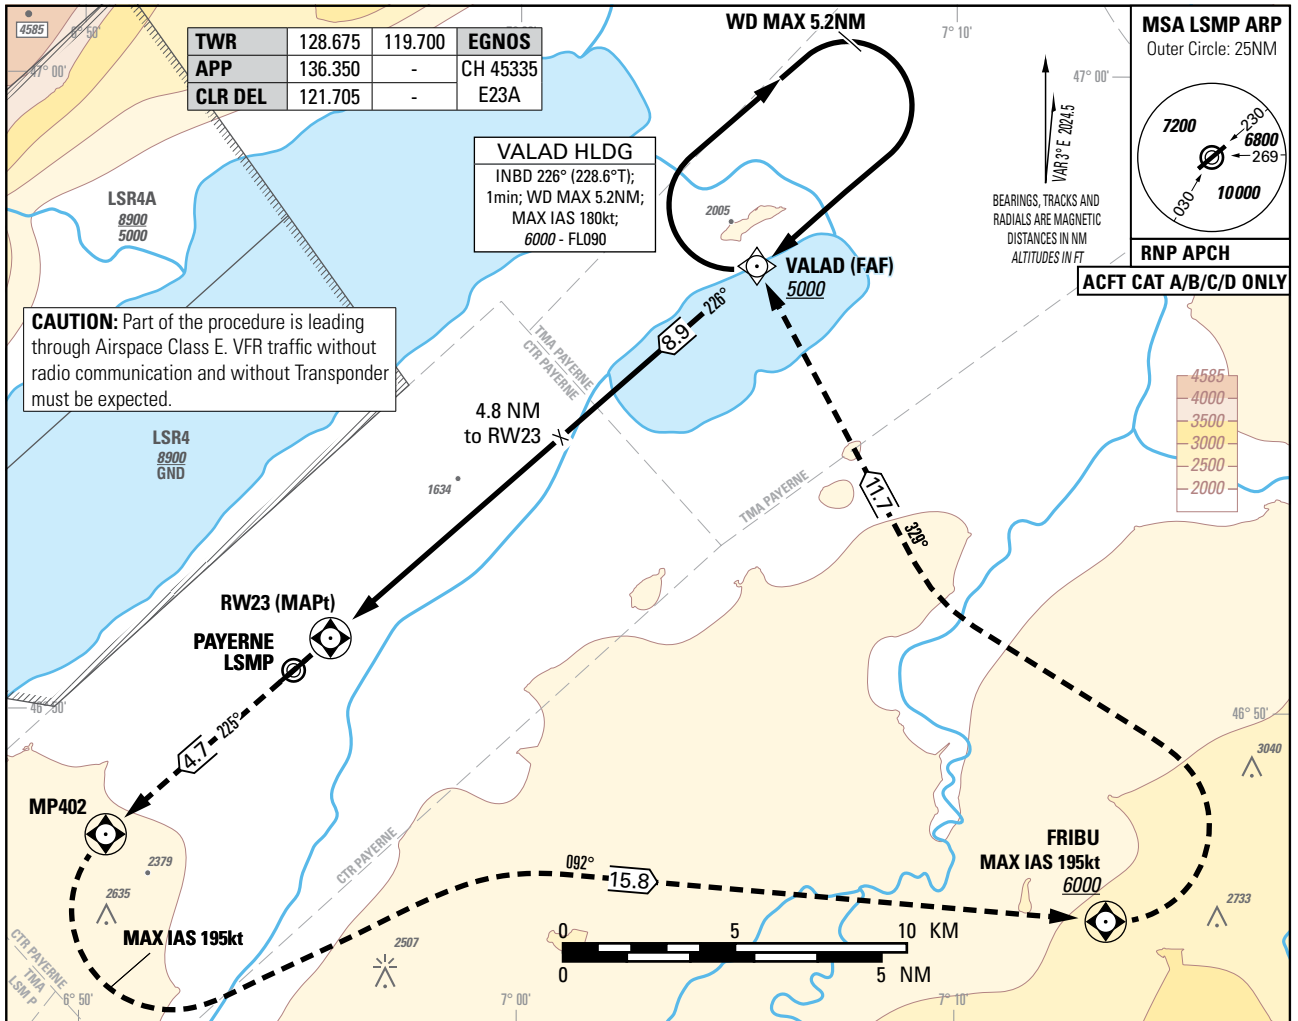 4585
6° 50'
47° 00'
TWR 128.675 119.700 EGNOS
APP 136.350 - CH 45335
CLR DEL 121.705 - E23A
WD MAX 5.2NM
7° 10'
47° 00'
VAR 3° E 2024.5
BEARINGS, TRACKS AND
RADIALS ARE MAGNETIC
DISTANCES IN NM
ALTITUDES IN FT
MSA LSMP ARP
Outer Circle: 25NM
7200
230
6800
269
10000
030
RNP APCH
ACFT CAT A/B/C/D ONLY
VALAD HLDG
INBD 226° (228.6°T);
1min; WD MAX 5.2NM;
MAX IAS 180kt;
6000 - FL090
LSR4A
8900
5000
2005
VALAD (FAF)
5000
CAUTION: Part of the procedure is leading
through Airspace Class E. VFR traffic without
radio communication and without Transponder
must be expected.
226°
8.9
TMA PAYERNE
CTR PAYERNE
4585
4000
3500
3000
2500
2000
4.8 NM
to RW23
LSR4
8900
GND
1634
TMA PAYERNE
11.7
329°
RW23 (MAPt)
PAYERNE
LSMP
46° 50'
46° 50'
225°
4.7
3040
MP402
CTR PAYERNE
2379
2635
092°
15.8
FRIBU
MAX IAS 195kt
6000
2733
MAX IAS 195kt
2507
0 5 10 KM
0 5 NM
CTR PAYERNE
TMA
LSM P
6° 50'
7° 00'
7° 10'